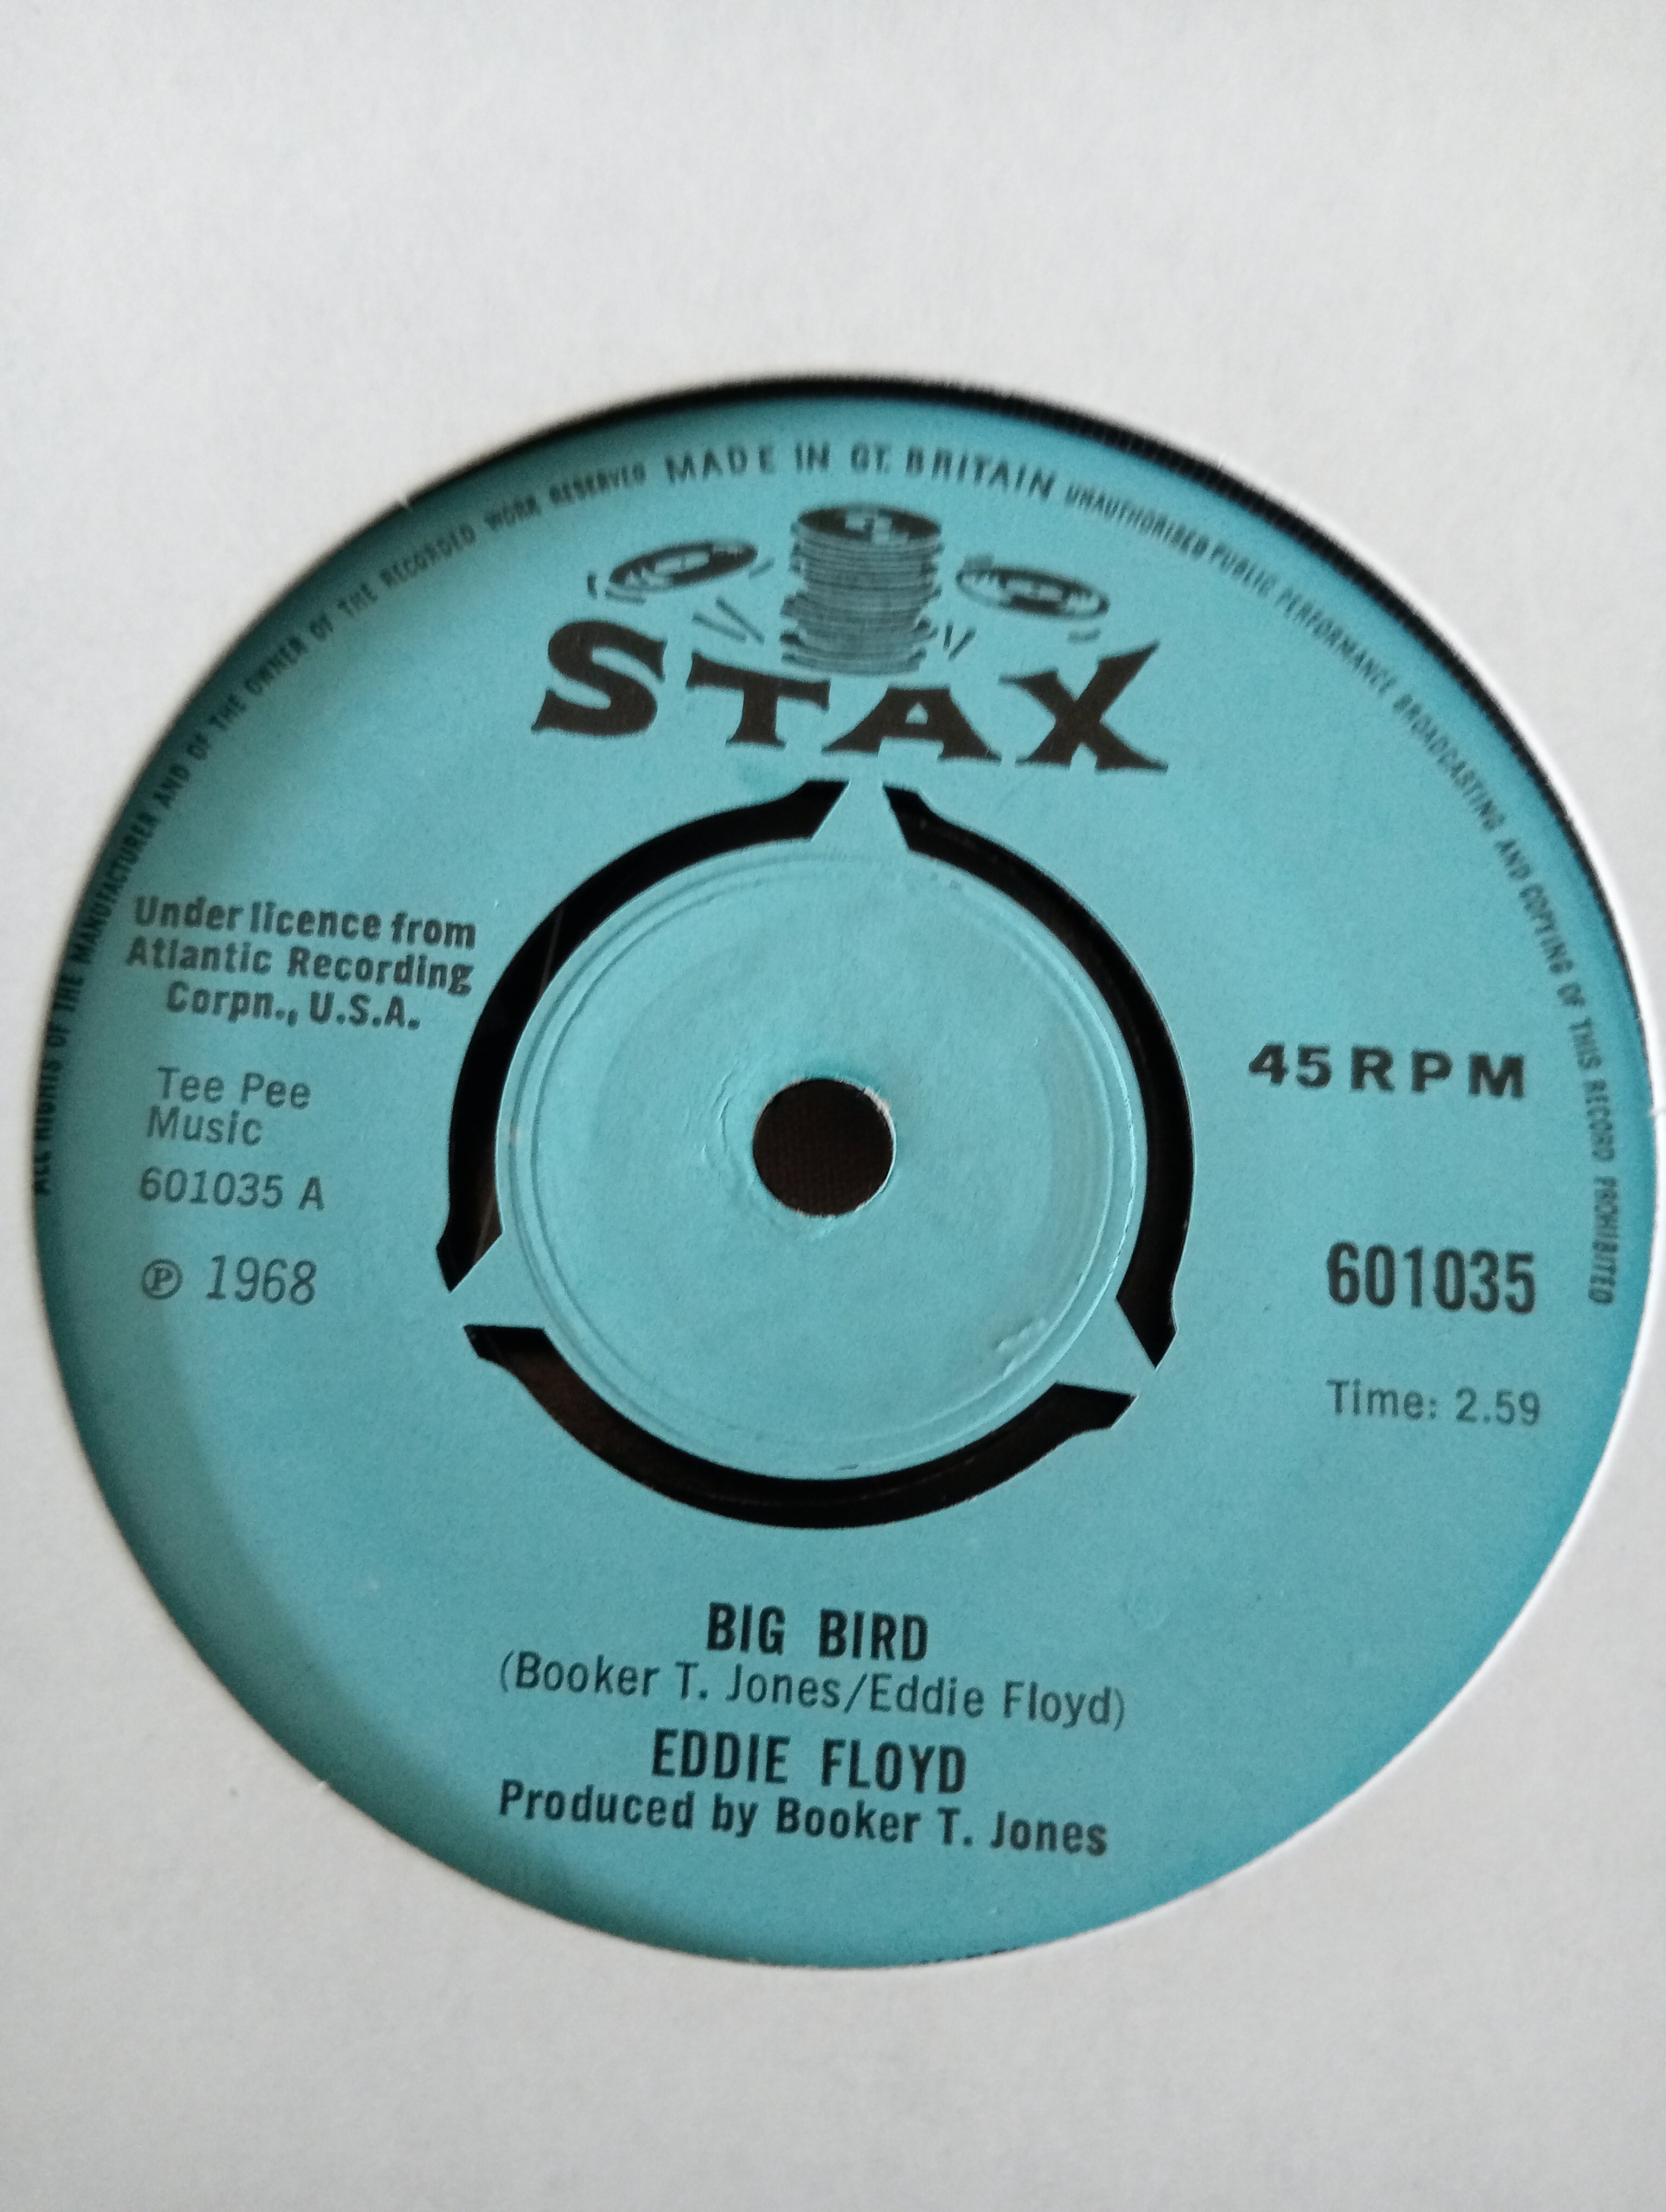 ALL RIGHTS OF THE MANUFACTURER AND OF THE OWNER OF THE RECORDED WORK RESERVED MADE IN GT. BRITAIN UNAUTHORISED PUBLIC PERFORMANCE BROADCASTING AND COPYING OF THIS RECORD PROHIBITED
STAX
Under licence from
Atlantic Recording
Corpn., U.S.A.
Tee Pee
Music
601035 A
℗ 1968
45 RPM
601035
Time: 2.59
BIG BIRD
(Booker T. Jones/Eddie Floyd)
EDDIE FLOYD
Produced by Booker T. Jones